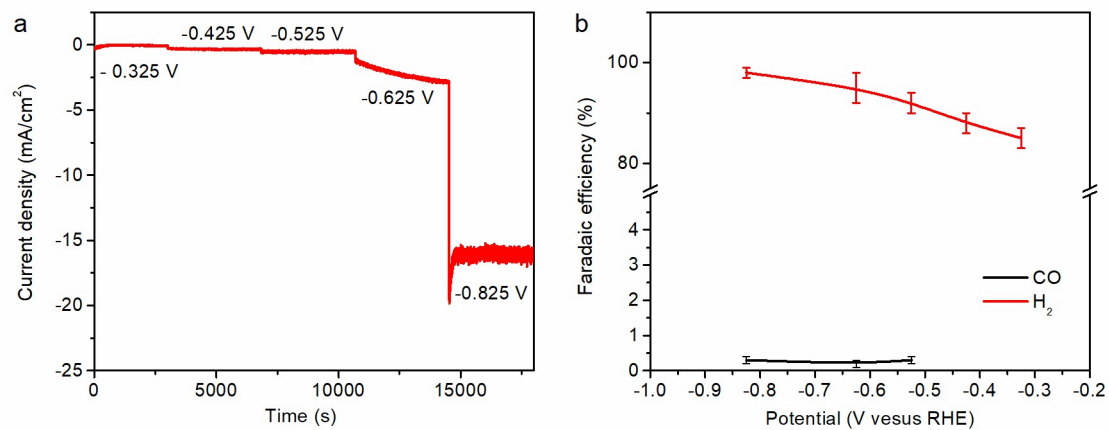 a
0
-5
-10
-15
-20
-25
0
5000
10000
15000
Current density (mA/cm²)
Time (s)
- 0.325 V
-0.425 V
-0.525 V
-0.625 V
-0.825 V
b
100
80
4
3
2
1
0
-1.0
-0.9
-0.8
-0.7
-0.6
-0.5
-0.4
-0.3
-0.2
Faradaic efficiency (%)
Potential (V versus RHE)
CO
H₂